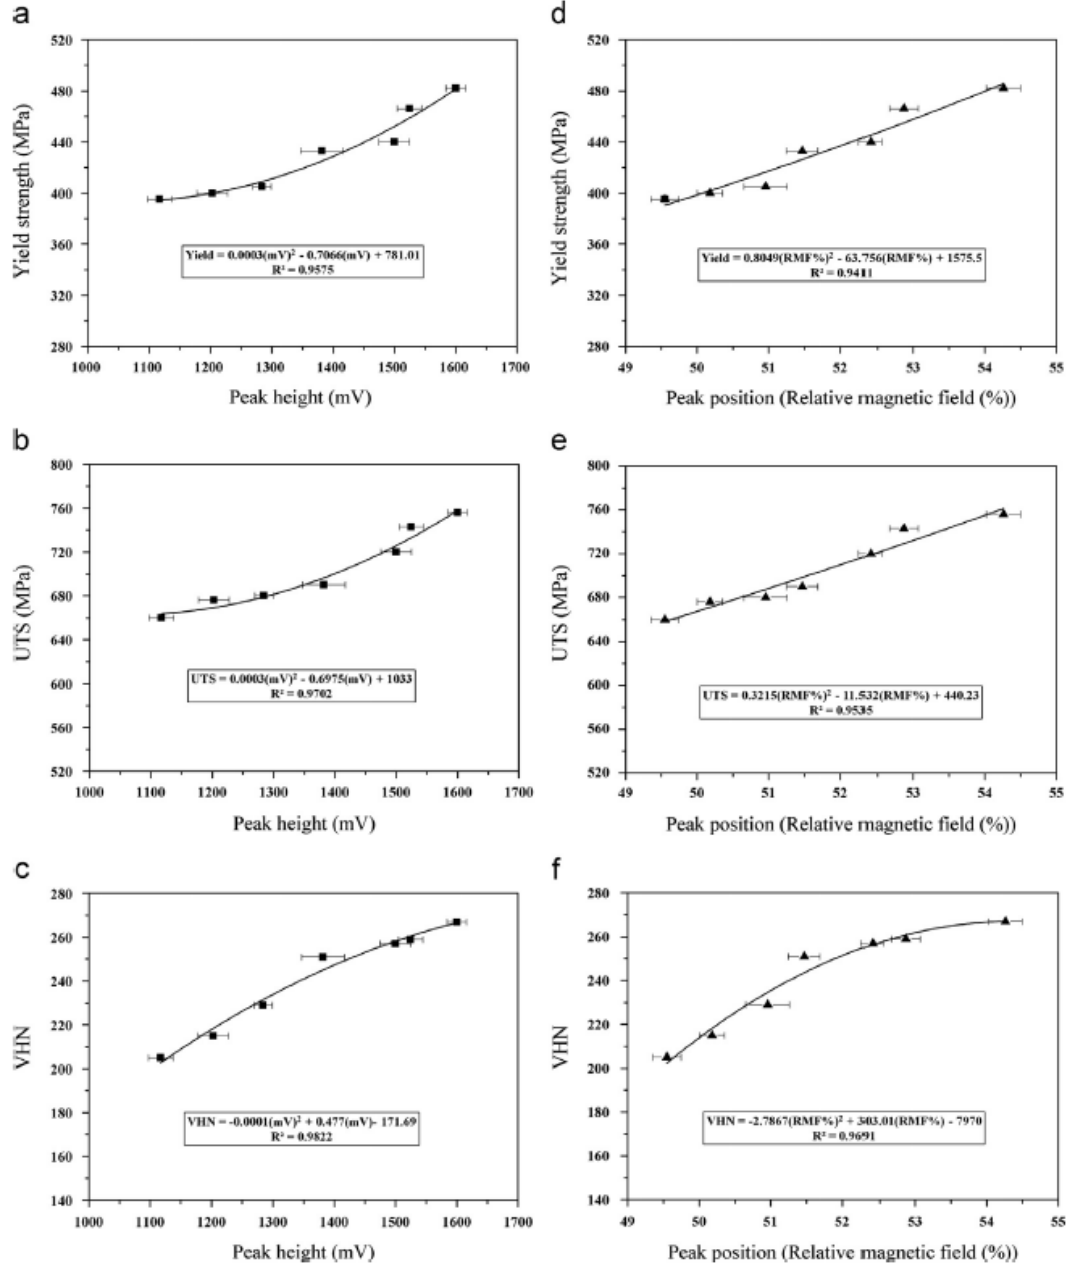 a
520
480
440
400
360
320
280
Yield strength (MPa)
Yield = 0.0003(mV)² - 0.7066(mV) + 781.01
R² = 0.9575
1000 1100 1200 1300 1400 1500 1600 1700
Peak height (mV)
d
520
480
440
400
360
320
280
Yield strength (MPa)
Yield = 0.8049(RMF%)² - 63.756(RMF%) + 1575.5
R² = 0.9411
49 50 51 52 53 54 55
Peak position (Relative magnetic field (%))
b
800
760
720
680
640
600
560
520
UTS (MPa)
UTS = 0.0003(mV)² - 0.6975(mV) + 1033
R² = 0.9702
1000 1100 1200 1300 1400 1500 1600 1700
Peak height (mV)
e
800
760
720
680
640
600
560
520
UTS (MPa)
UTS = 0.3215(RMF%)² - 11.532(RMF%) + 440.23
R² = 0.9535
49 50 51 52 53 54 55
Peak position (Relative magnetic field (%))
c
280
260
240
220
200
180
160
140
VHN
VHN = -0.0001(mV)² + 0.477(mV)- 171.69
R² = 0.9822
1000 1100 1200 1300 1400 1500 1600 1700
Peak height (mV)
f
280
260
240
220
200
180
160
140
VHN
VHN = -2.7867(RMF%)² + 303.01(RMF%) - 7970
R² = 0.9691
49 50 51 52 53 54 55
Peak position (Relative magnetic field (%))